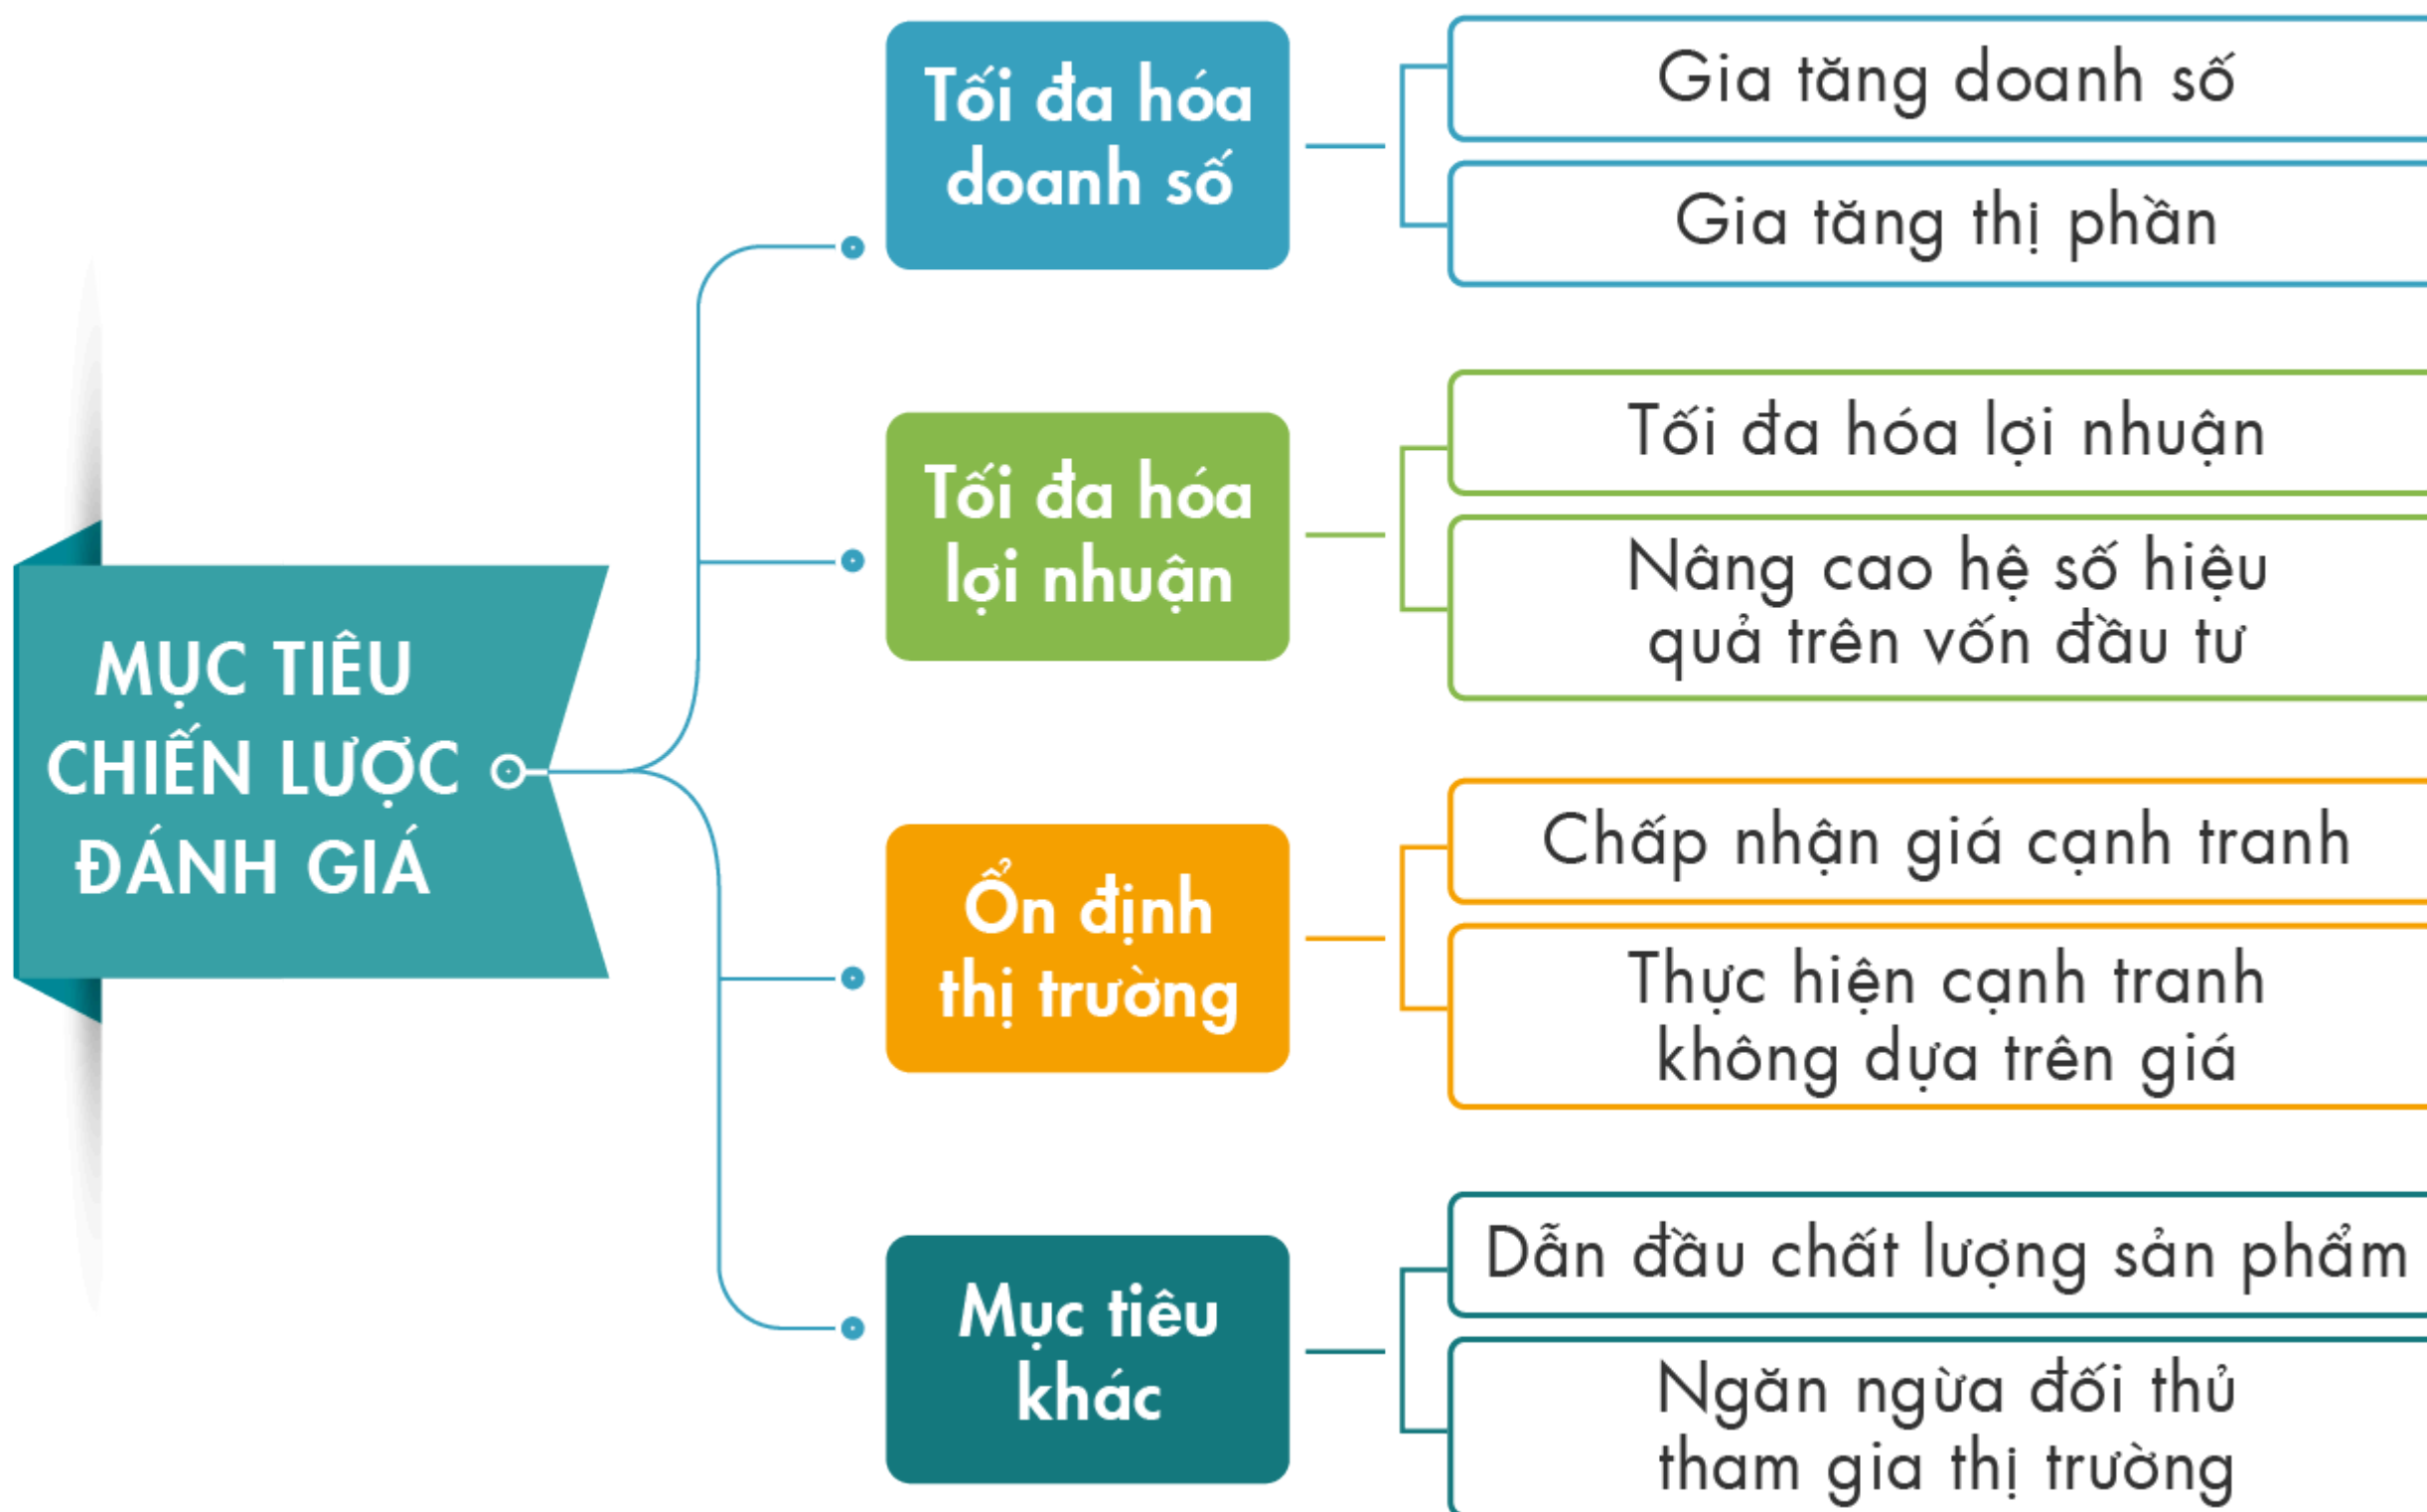 MỤC TIÊU
CHIẾN LƯỢC
ĐÁNH GIÁ
Tối đa hóa
doanh số
Gia tăng doanh số
Gia tăng thị phần
Tối đa hóa
lợi nhuận
Tối đa hóa lợi nhuận
Nâng cao hệ số hiệu
quả trên vốn đầu tư
Ổn định
thị trường
Chấp nhận giá cạnh tranh
Thực hiện cạnh tranh
không dựa trên giá
Mục tiêu
khác
Dẫn đầu chất lượng sản phẩm
Ngăn ngừa đối thủ
tham gia thị trường